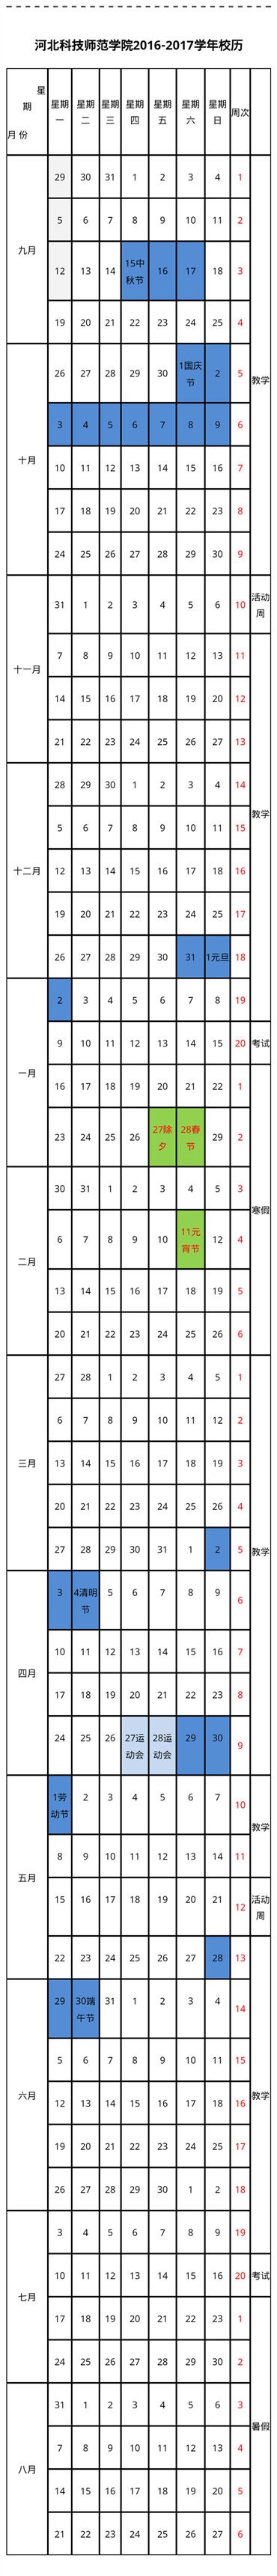 河北科技师范学院2016-2017学年校历
星期
月 份
星期一 星期二 星期三 星期四 星期五 星期六 星期日 周次
九月
29 30 31 1 2 3 4 1
5 6 7 8 9 10 11 2
12 13 14 15中秋节 16 17 18 3
19 20 21 22 23 24 25 4
教学
十月
26 27 28 29 30 1国庆节 2 5
3 4 5 6 7 8 9 6
10 11 12 13 14 15 16 7
17 18 19 20 21 22 23 8
24 25 26 27 28 29 30 9
十一月
31 1 2 3 4 5 6 10 活动周
7 8 9 10 11 12 13 11
14 15 16 17 18 19 20 12
21 22 23 24 25 26 27 13
教学
十二月
28 29 30 1 2 3 4 14
5 6 7 8 9 10 11 15
12 13 14 15 16 17 18 16
19 20 21 22 23 24 25 17
26 27 28 29 30 31 1元旦 18
一月
2 3 4 5 6 7 8 19
9 10 11 12 13 14 15 20 考试
16 17 18 19 20 21 22 1
23 24 25 26 27除夕 28春节 29 2
寒假
二月
30 31 1 2 3 4 5 3
6 7 8 9 10 11元宵节 12 4
13 14 15 16 17 18 19 5
20 21 22 23 24 25 26 6
三月
27 28 1 2 3 4 5 1
6 7 8 9 10 11 12 2
13 14 15 16 17 18 19 3
20 21 22 23 24 25 26 4
27 28 29 30 31 1 2 5
教学
四月
3 4清明节 5 6 7 8 9 6
10 11 12 13 14 15 16 7
17 18 19 20 21 22 23 8
24 25 26 27运动会 28运动会 29 30 9
五月
1劳动节 2 3 4 5 6 7 10
教学
8 9 10 11 12 13 14 11
15 16 17 18 19 20 21 12 活动周
22 23 24 25 26 27 28 13
六月
29 30端午节 31 1 2 3 4 14
5 6 7 8 9 10 11 15
12 13 14 15 16 17 18 16
19 20 21 22 23 24 25 17
26 27 28 29 30 1 2 18
教学
七月
3 4 5 6 7 8 9 19
10 11 12 13 14 15 16 20 考试
17 18 19 20 21 22 23 1
24 25 26 27 28 29 30 2
八月
31 1 2 3 4 5 6 3
7 8 9 10 11 12 13 4
14 15 16 17 18 19 20 5
21 22 23 24 25 26 27 6
暑假